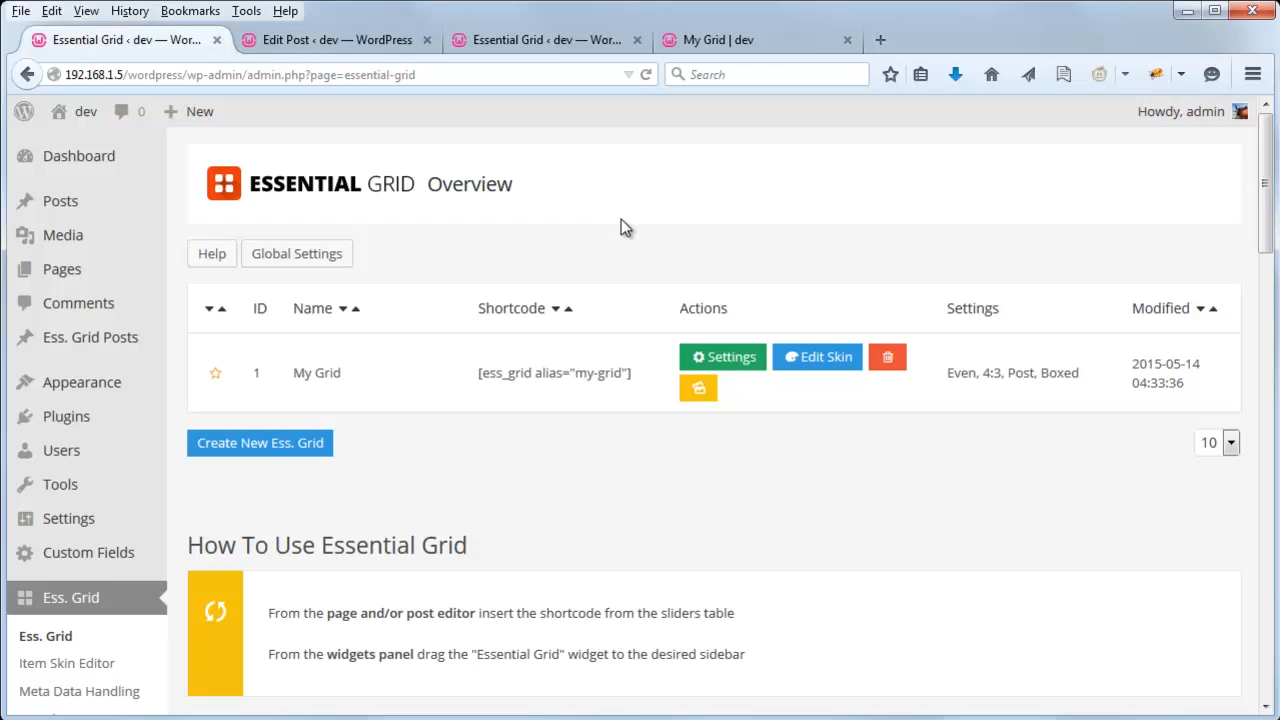 File Edit View History Bookmarks Tools Help
Essential Grid ‹ dev — Wor... Edit Post ‹ dev — WordPress Essential Grid ‹ dev — Wor... My Grid | dev
192.168.1.5/wordpress/wp-admin/admin.php?page=essential-grid Search
dev 0 New Howdy, admin
Dashboard
Posts
Media
Pages
Comments
Ess. Grid Posts
Appearance
Plugins
Users
Tools
Settings
Custom Fields
Ess. Grid
Ess. Grid
Item Skin Editor
Meta Data Handling
ESSENTIAL GRID Overview
Help Global Settings
ID Name Shortcode Actions Settings Modified
1 My Grid [ess_grid alias="my-grid"] Settings Edit Skin Even, 4:3, Post, Boxed 2015-05-14
04:33:36
Create New Ess. Grid 10
How To Use Essential Grid
From the page and/or post editor insert the shortcode from the sliders table
From the widgets panel drag the "Essential Grid" widget to the desired sidebar